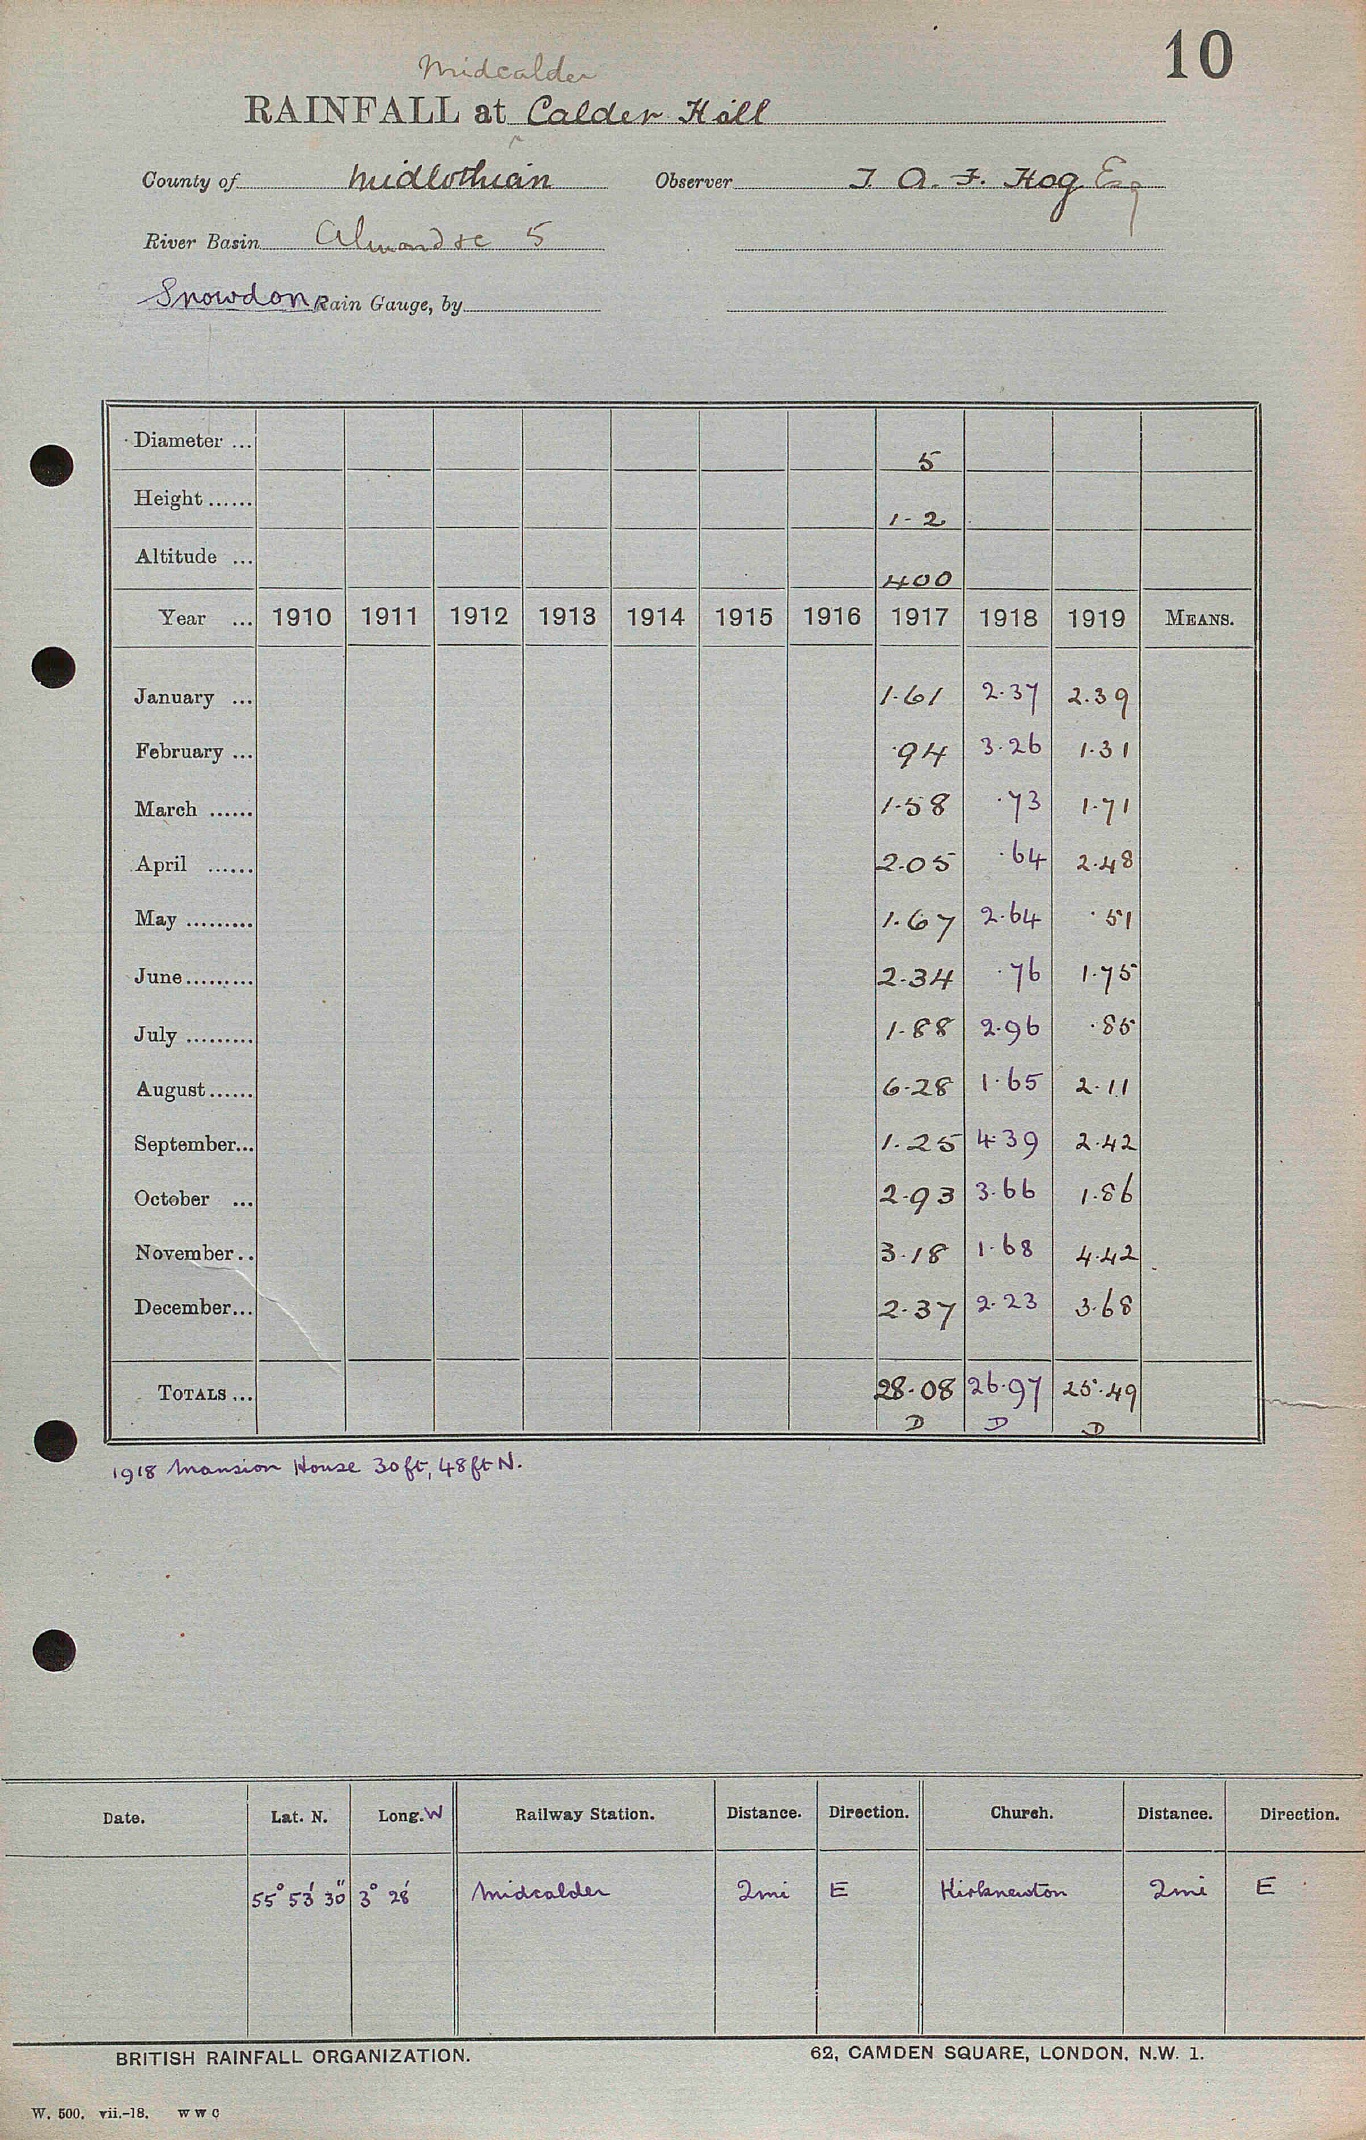 10
Midcalder
RAINFALL at Calder Hall
County of Midlothian Observer T. A. F. Hog Esq
River Basin Almond &c 5
Snowdon Rain Gauge, by
Diameter ... 5
Height ...... 1-2
Altitude ... 400
Year ... 1910 1911 1912 1913 1914 1915 1916 1917 1918 1919 MEANS.
January ... 1.61 2.37 2.39
February ... .94 3.26 1.31
March ...... 1.58 .73 1.71
April ...... 2.05 .64 2.48
May ......... 1.67 2.64 .51
June ......... 2.34 .76 1.75
July ......... 1.88 2.96 .85
August ...... 6.28 1.65 2.11
September... 1.25 4.39 2.42
October ... 2.93 3.66 1.86
November.. 3.18 1.68 4.42
December... 2.37 2.23 3.68
TOTALS ... 28.08 26.97 25.49
D D D
1918 Mansion House 30ft, 48ft N.
Date. Lat. N. Long. W Railway Station. Distance. Direction. Church. Distance. Direction.
55° 53' 30" 3° 28' Midcalder 2mi E Kirknewton 2mi E
BRITISH RAINFALL ORGANIZATION. 62, CAMDEN SQUARE, LONDON, N.W. 1.
W. 500. vii.-18. W W C